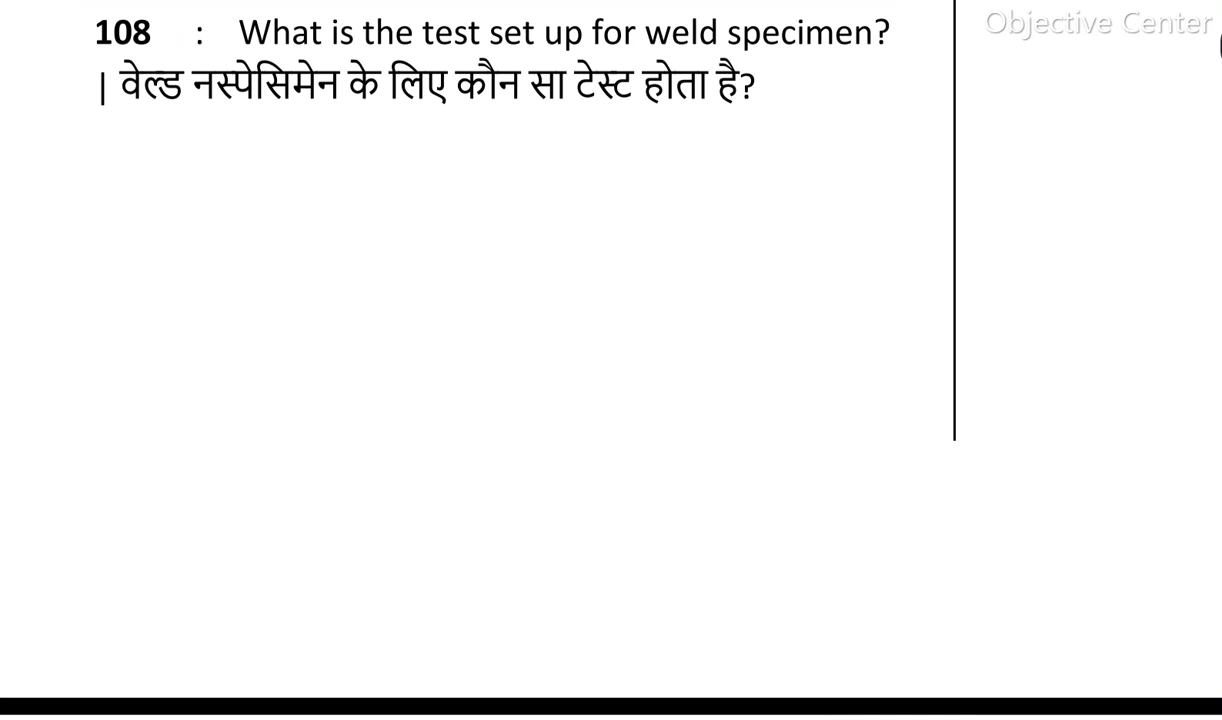 108 : What is the test set up for weld specimen?
| वेल्ड नस्पेसिमेन के लिए कौन सा टेस्ट होता है?
Objective Center